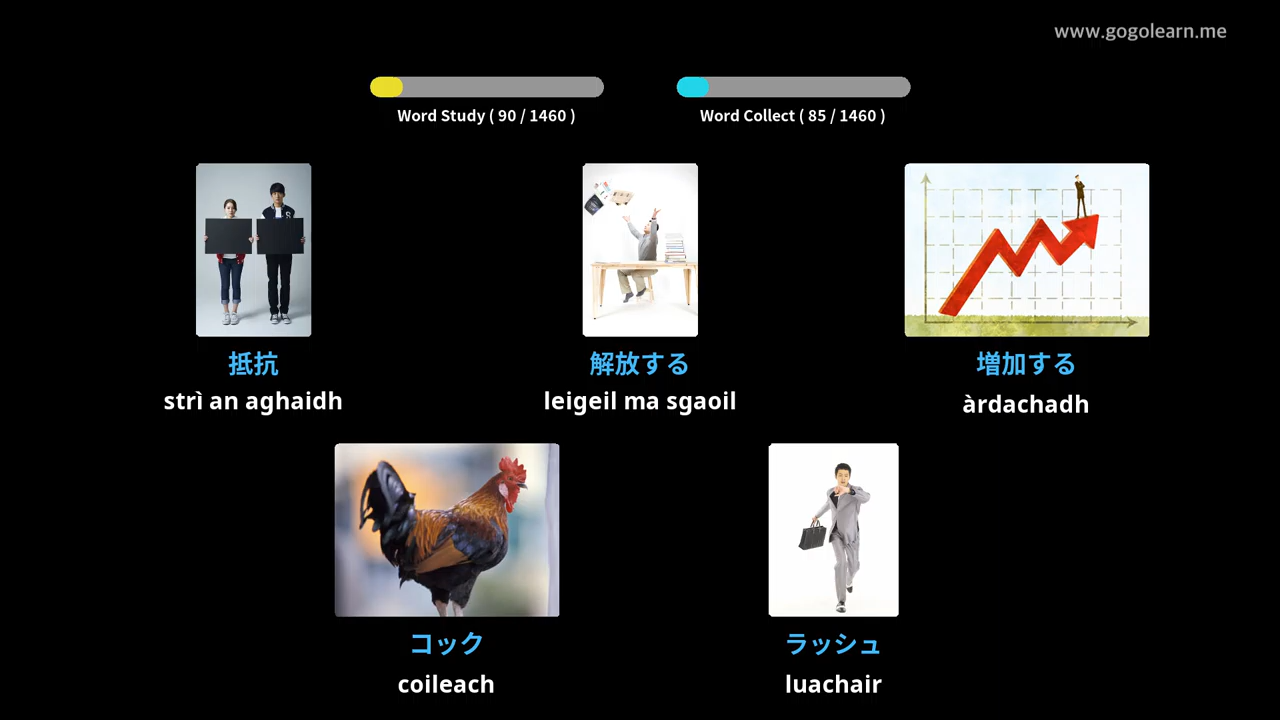 www.gogolearn.me
Word Study ( 90 / 1460 )
Word Collect ( 85 / 1460 )
抵抗
strì an aghaidh
解放する
leigeil ma sgaoil
増加する
àrdachadh
コック
coileach
ラッシュ
luachair